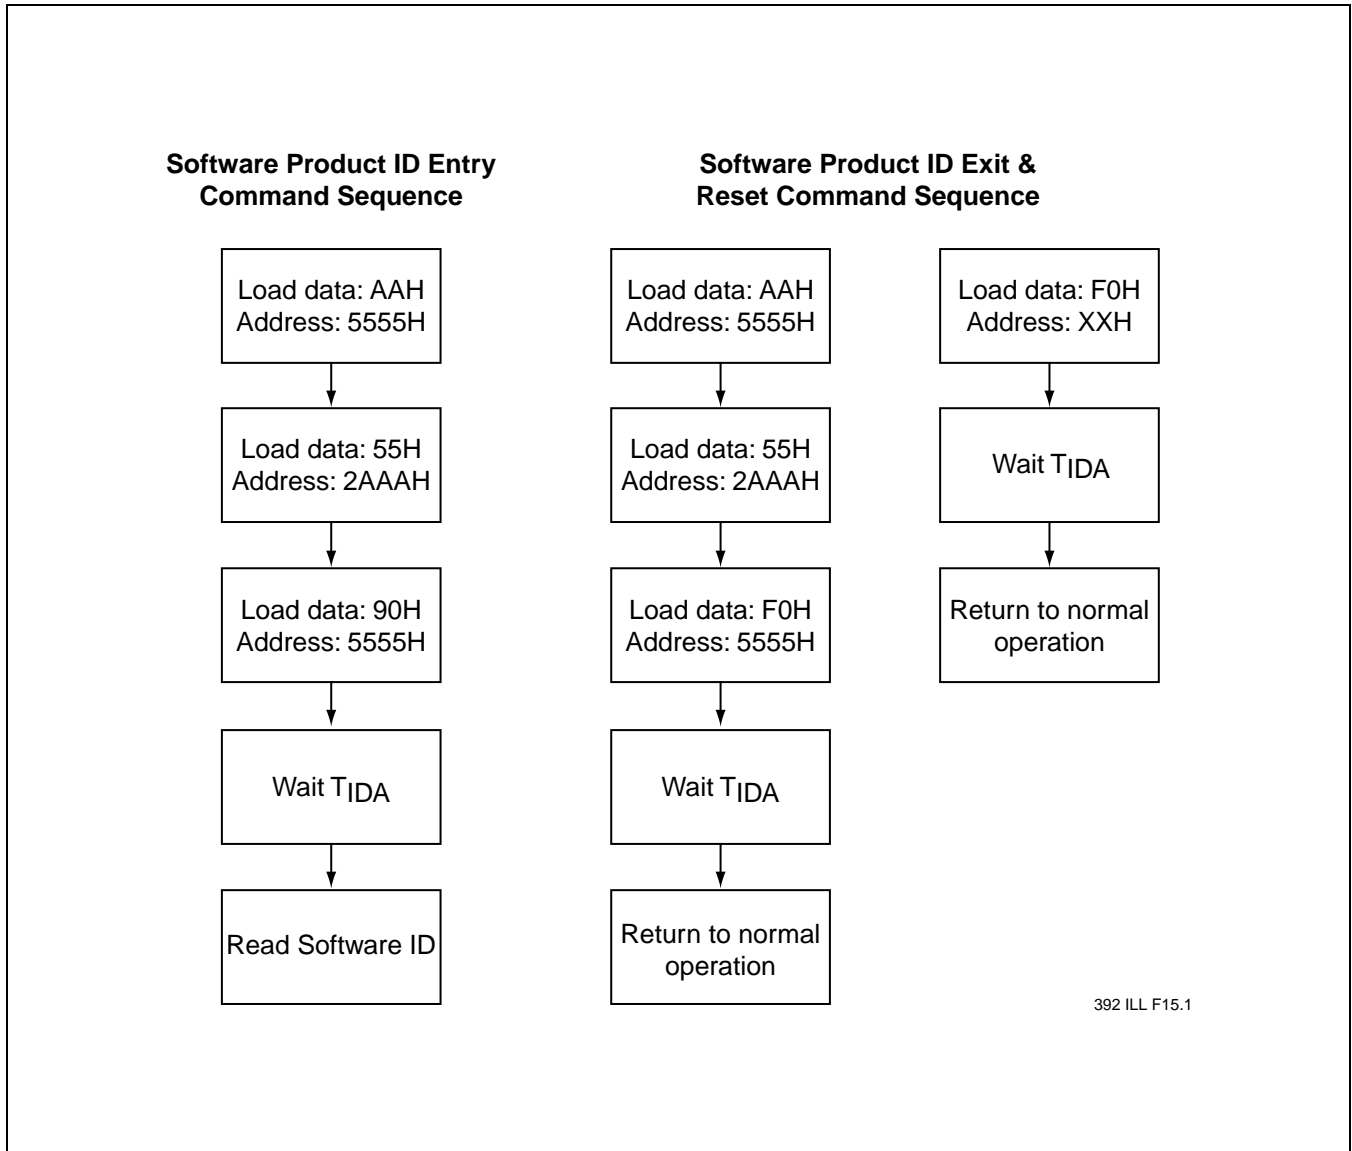 Software Product ID Entry
Command Sequence
Load data: AAH
Address: 5555H
Load data: 55H
Address: 2AAAH
Load data: 90H
Address: 5555H
Wait TIDA
Read Software ID
Software Product ID Exit &
Reset Command Sequence
Load data: AAH
Address: 5555H
Load data: 55H
Address: 2AAAH
Load data: F0H
Address: 5555H
Wait TIDA
Return to normal
operation
Load data: F0H
Address: XXH
Wait TIDA
Return to normal
operation
392 ILL F15.1